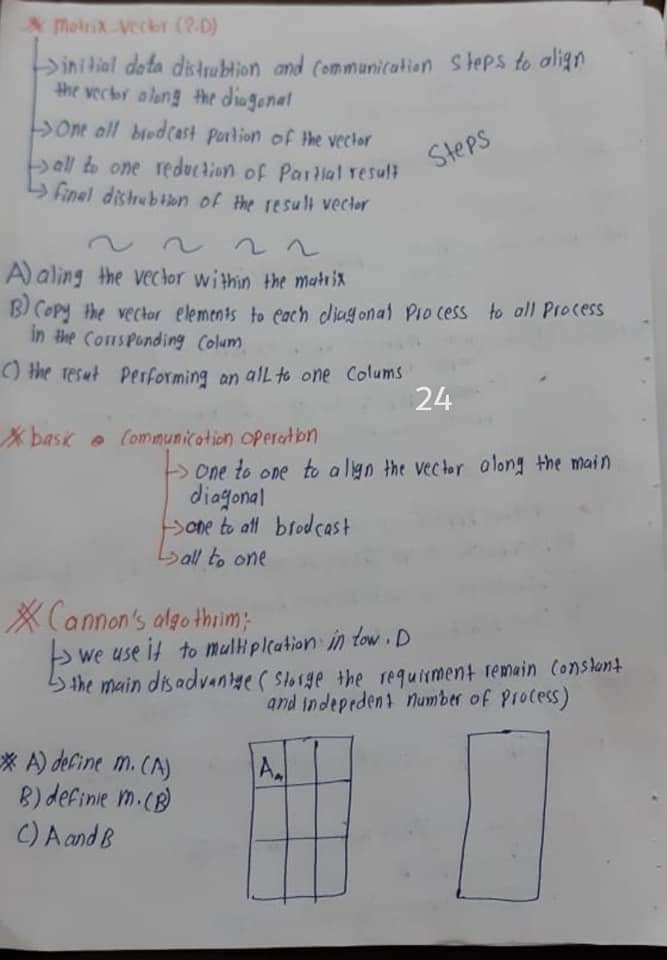 * Matrix-vector (2.D)
→ initial data distrubtion and Communication steps to align
the vector along the diagonal
→ One all brodcast portion of the vector
→ all to one reduction of Partial result
Steps
→ final distrubtion of the result vector
A) aling the vector within the matrix
B) Copy the vector elements to each diagonal Process to all Process
in the Corrsponding Colum
C) the resut Performing an all to one Colums
24
* basic Communication operation
→ one to one to align the vector along the main
diagonal
→ one to all brodcast
→ all to one
* Cannon's algothrim;-
→ we use it to multiplcation in tow.D
→ the main disadvantge (Storge the requirment remain Constant
and indepedent number of Process)
* A) define m.(A)
B) definie m.(B)
C) A and B
A